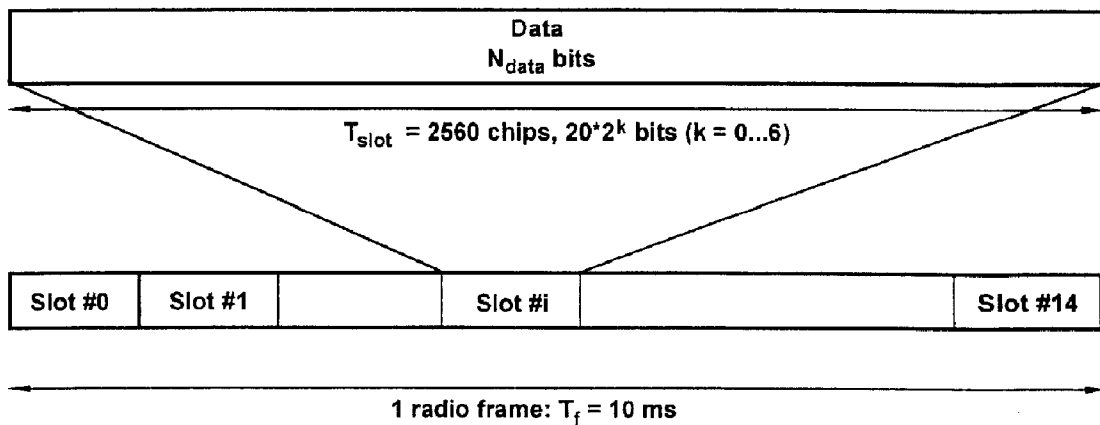 Data
N_data bits
T_slot = 2560 chips, 20*2^k bits (k = 0...6)
Slot #0 Slot #1 Slot #i Slot #14
1 radio frame: T_f = 10 ms